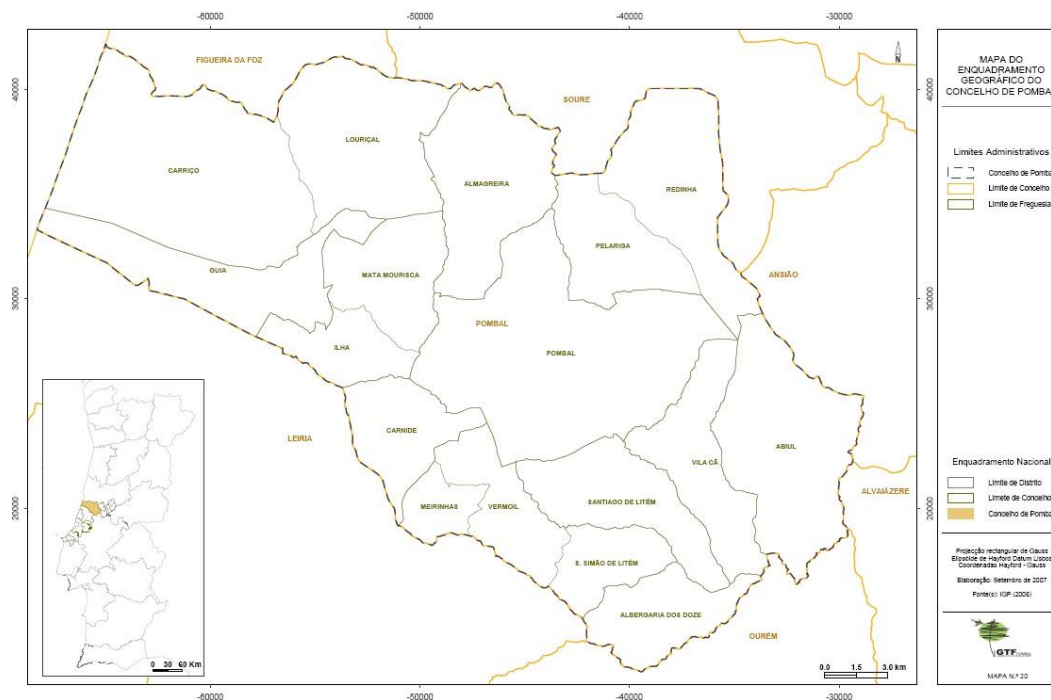 -60000
-50000
-40000
-30000
FIGUEIRA DA FOZ
SOURE
N
40000
40000
LOURIÇAL
CARRIÇO
ALMAGREIRA
REDINHA
PELARIGA
GUIA
MATA MOURISCA
ANSIÃO
30000
30000
POMBAL
ILHA
POMBAL
CARNIDE
LEIRIA
ABIUL
VILA CÃ
ALVAIÁZERE
20000
20000
MEIRINHAS
VERMOIL
SANTIAGO DE LITÉM
S. SIMÃO DE LITÉM
ALBERGARIA DOS DOZE
OURÉM
0 30 60 Km
0.0 1.5 3.0 km
-60000
-50000
-40000
-30000
MAPA DO
ENQUADRAMENTO
GEOGRÁFICO DO
CONCELHO DE POMBA
Limites Administrativos
Concelho de Pomba
Limite de Concelho
Limite de Freguesia
Enquadramento Nacional
Limite de Distrito
Limete de Concelho
Concelho de Pomba
Projecção rectangular de Gauss
Elipsóide de Hayford Datum Lisboa
Coordenadas Hayford - Gauss
Elaboração: Setembro de 2007
Fonte(s): IGP (2006)
GTF
MAPA N.º 20